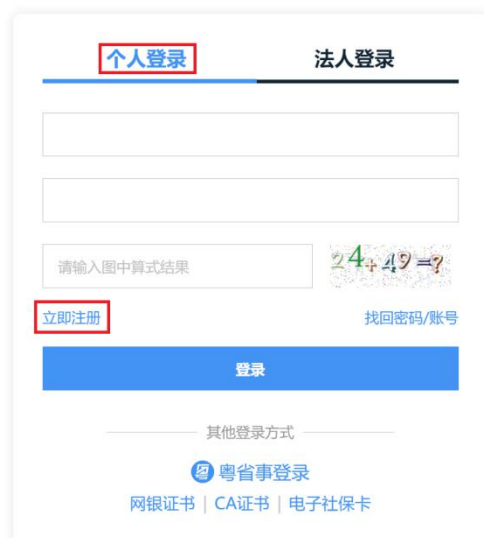 个人登录 法人登录
请输入图中算式结果 24+49=?
立即注册 找回密码/账号
登录
其他登录方式
粤省事登录
网银证书 | CA证书 | 电子社保卡